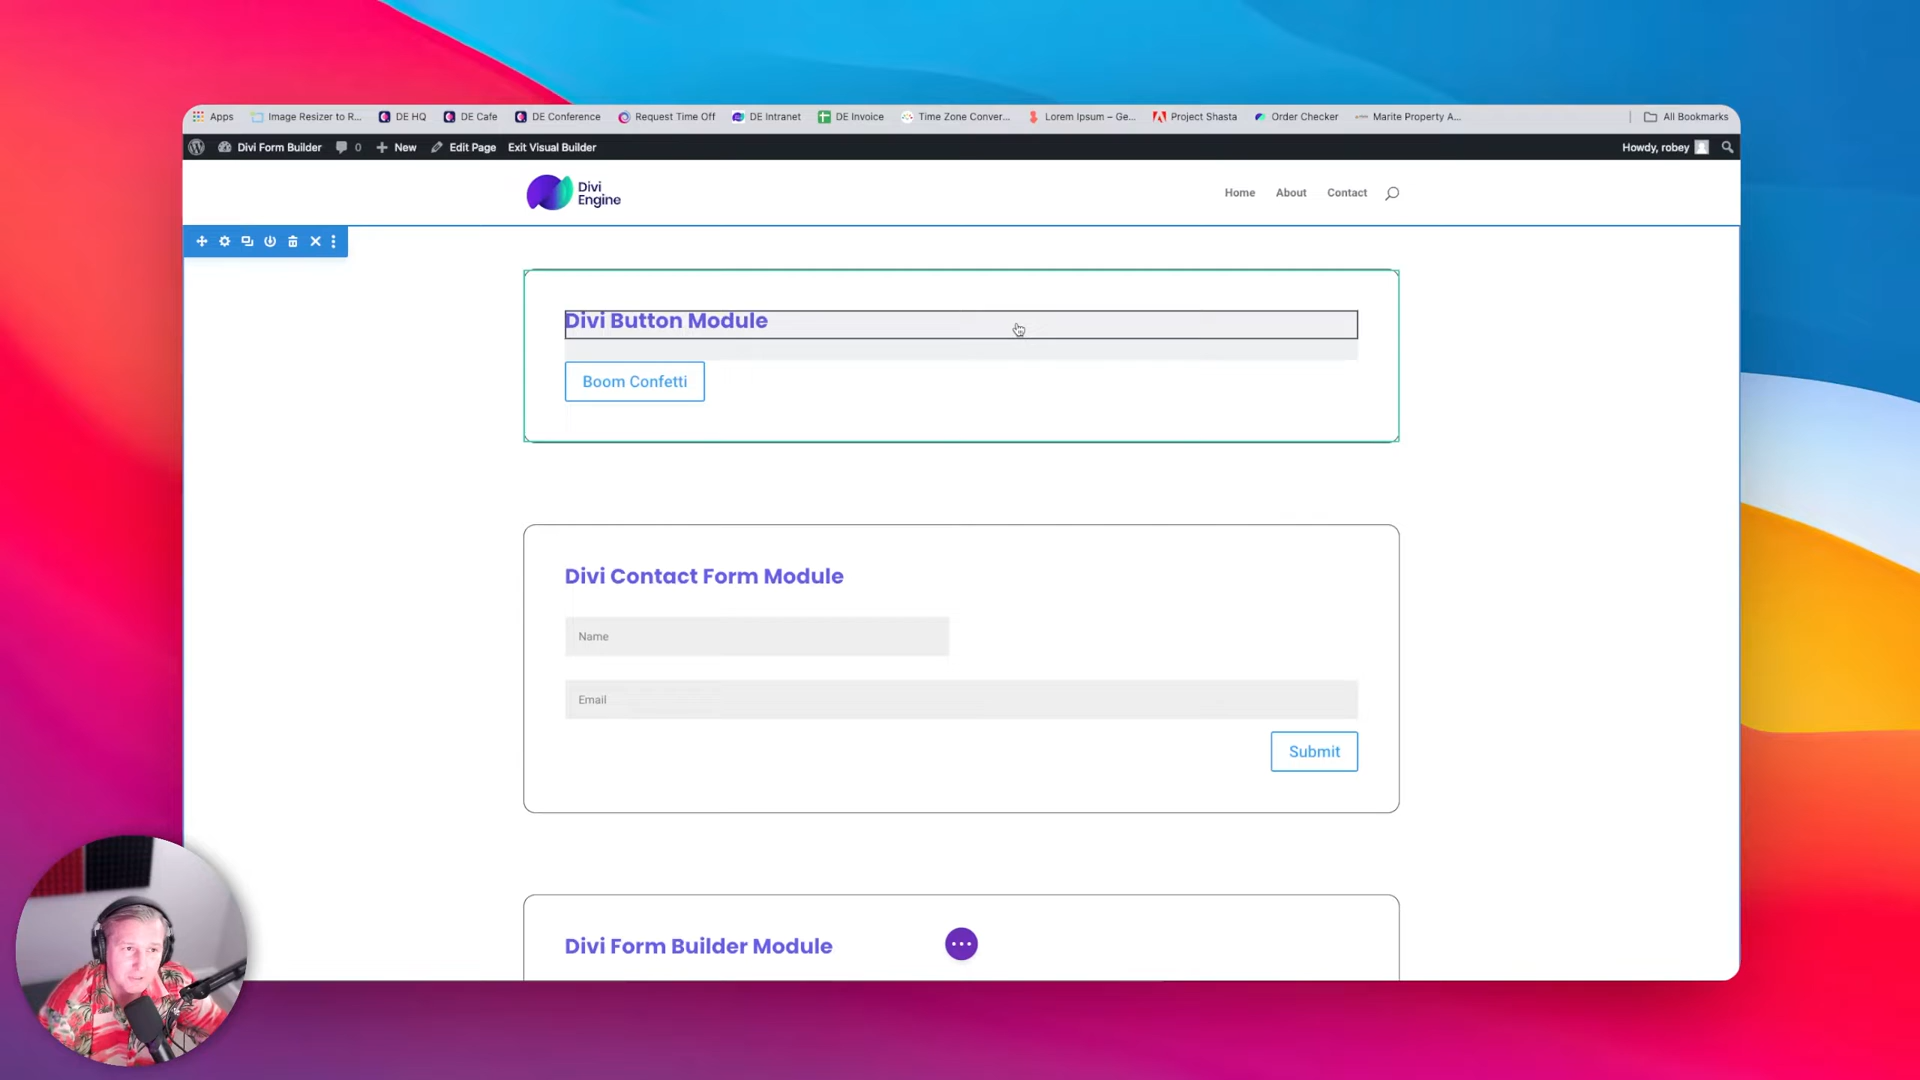 Apps Image Resizer to R... DE HQ DE Cafe DE Conference Request Time Off DE Intranet DE Invoice Time Zone Conver... Lorem Ipsum – Ge... Project Shasta Order Checker Marite Property A... All Bookmarks
Divi Form Builder 0 New Edit Page Exit Visual Builder Howdy, robey
Divi
Engine
Home About Contact
Divi Button Module
Boom Confetti
Divi Contact Form Module
Name
Email
Submit
Divi Form Builder Module